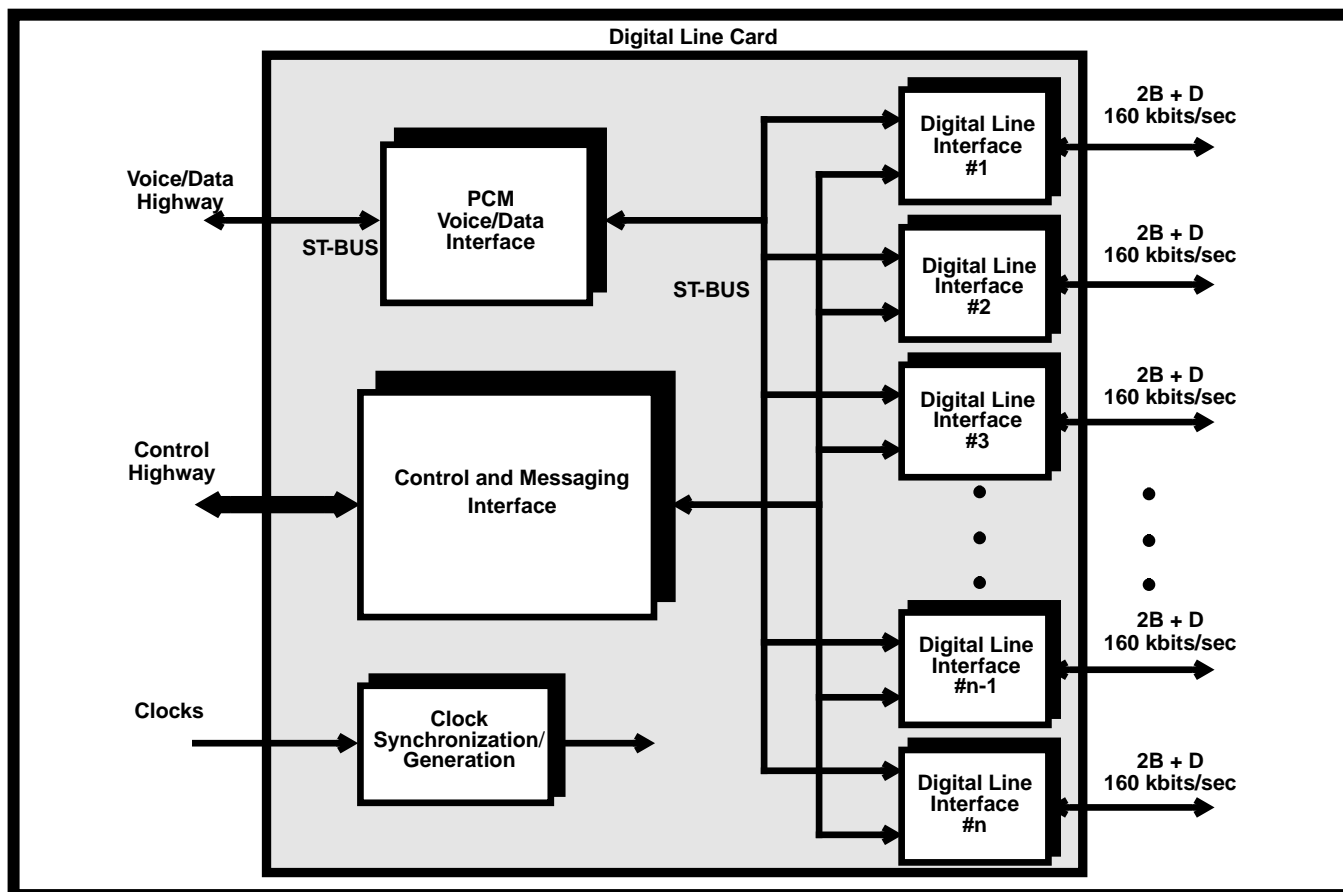 Digital Line Card
Voice/Data
Highway
ST-BUS
PCM
Voice/Data
Interface
ST-BUS
Control
Highway
Control and Messaging
Interface
Clocks
Clock
Synchronization/
Generation
Digital Line
Interface
#1
2B + D
160 kbits/sec
Digital Line
Interface
#2
2B + D
160 kbits/sec
Digital Line
Interface
#3
2B + D
160 kbits/sec
Digital Line
Interface
#n-1
2B + D
160 kbits/sec
Digital Line
Interface
#n
2B + D
160 kbits/sec